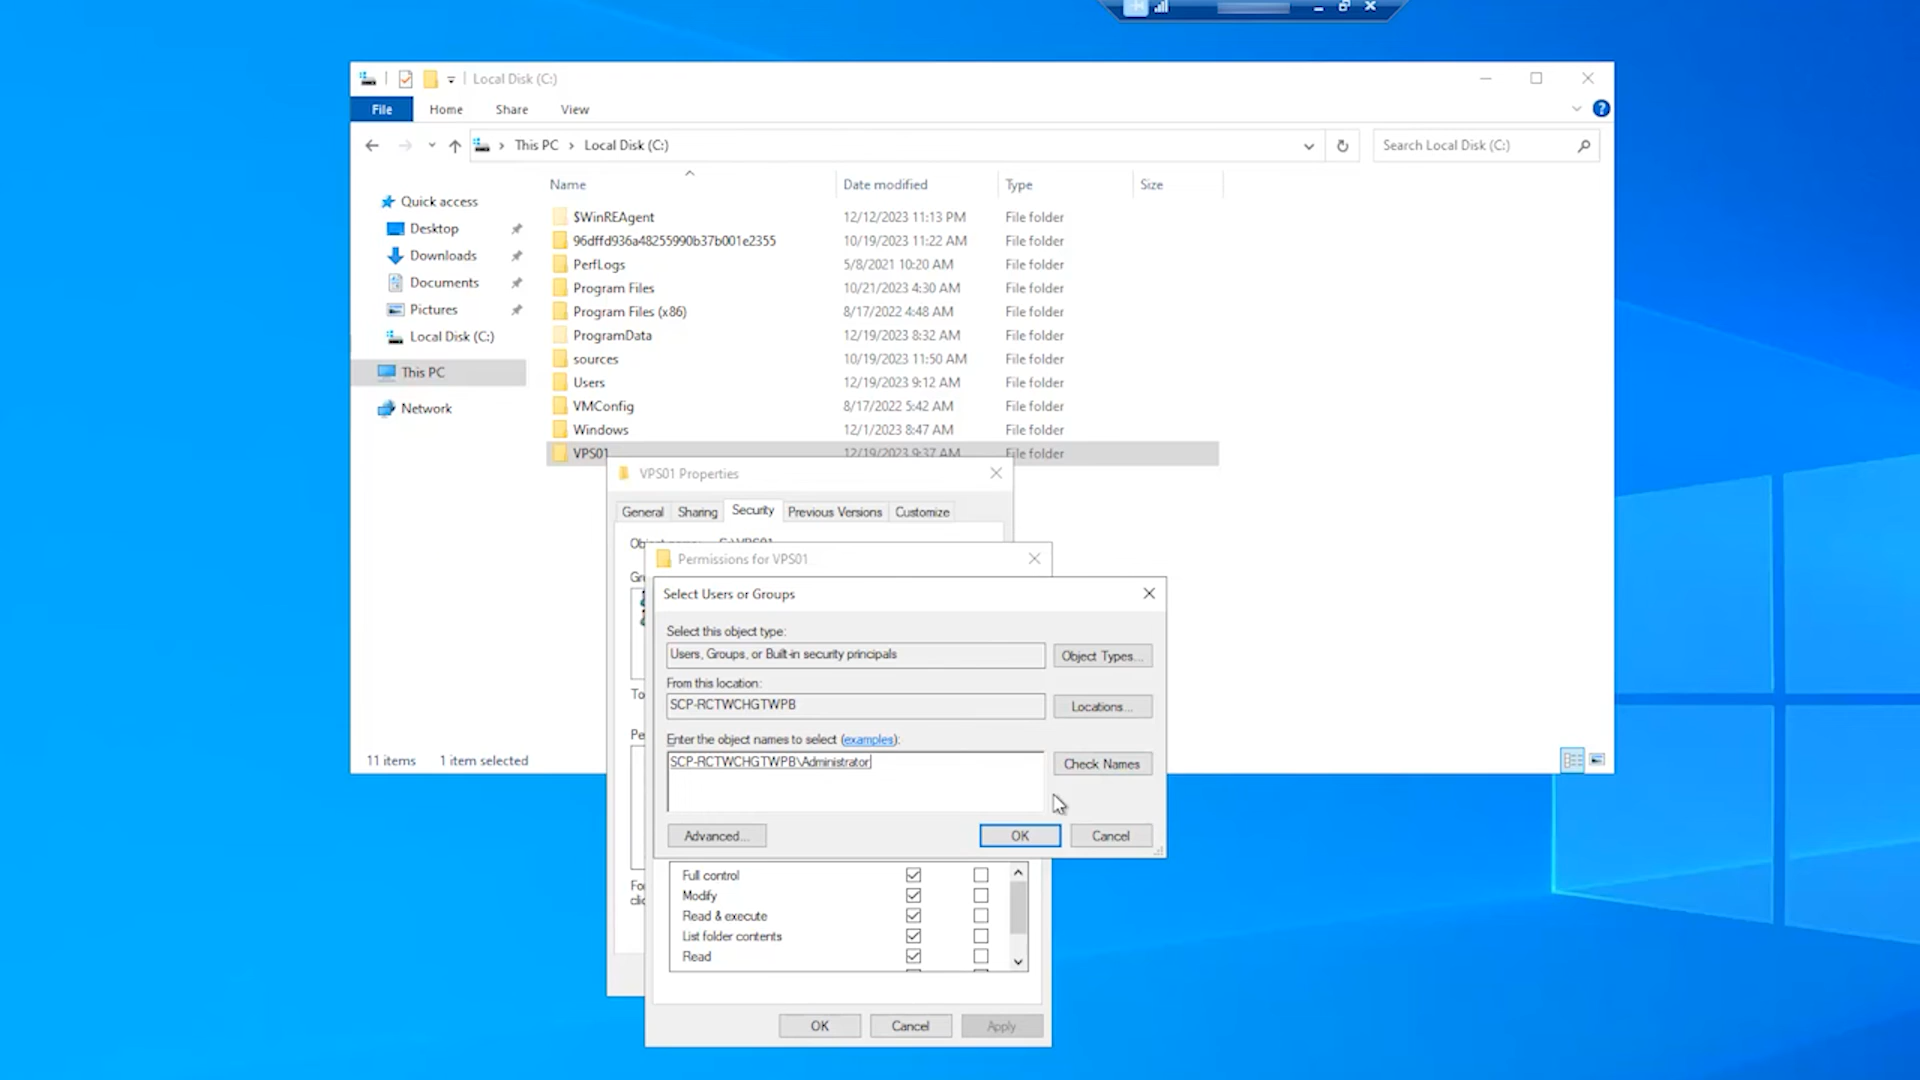 Local Disk (C:)
File Home Share View
This PC Local Disk (C:) Search Local Disk (C:)
Name Date modified Type Size
Quick access
Desktop
Downloads
Documents
Pictures
Local Disk (C:)
This PC
Network
$WinREAgent 12/12/2023 11:13 PM File folder
96dffd936a48255990b37b001e2355 10/19/2023 11:22 AM File folder
PerfLogs 5/8/2021 10:20 AM File folder
Program Files 10/21/2023 4:30 AM File folder
Program Files (x86) 8/17/2022 4:48 AM File folder
ProgramData 12/19/2023 8:32 AM File folder
sources 10/19/2023 11:50 AM File folder
Users 12/19/2023 9:12 AM File folder
VMConfig 8/17/2022 5:42 AM File folder
Windows 12/1/2023 8:47 AM File folder
VPS01 12/19/2023 9:37 AM File folder
11 items 1 item selected
VPS01 Properties
General Sharing Security Previous Versions Customize
Permissions for VPS01
Select Users or Groups
Select this object type:
Users, Groups, or Built-in security principals Object Types...
From this location:
SCP-RCTWCHGTWPB Locations...
Enter the object names to select (examples):
SCP-RCTWCHGTWPB\Administrator Check Names
Advanced... OK Cancel
Full control
Modify
Read & execute
List folder contents
Read
OK Cancel Apply